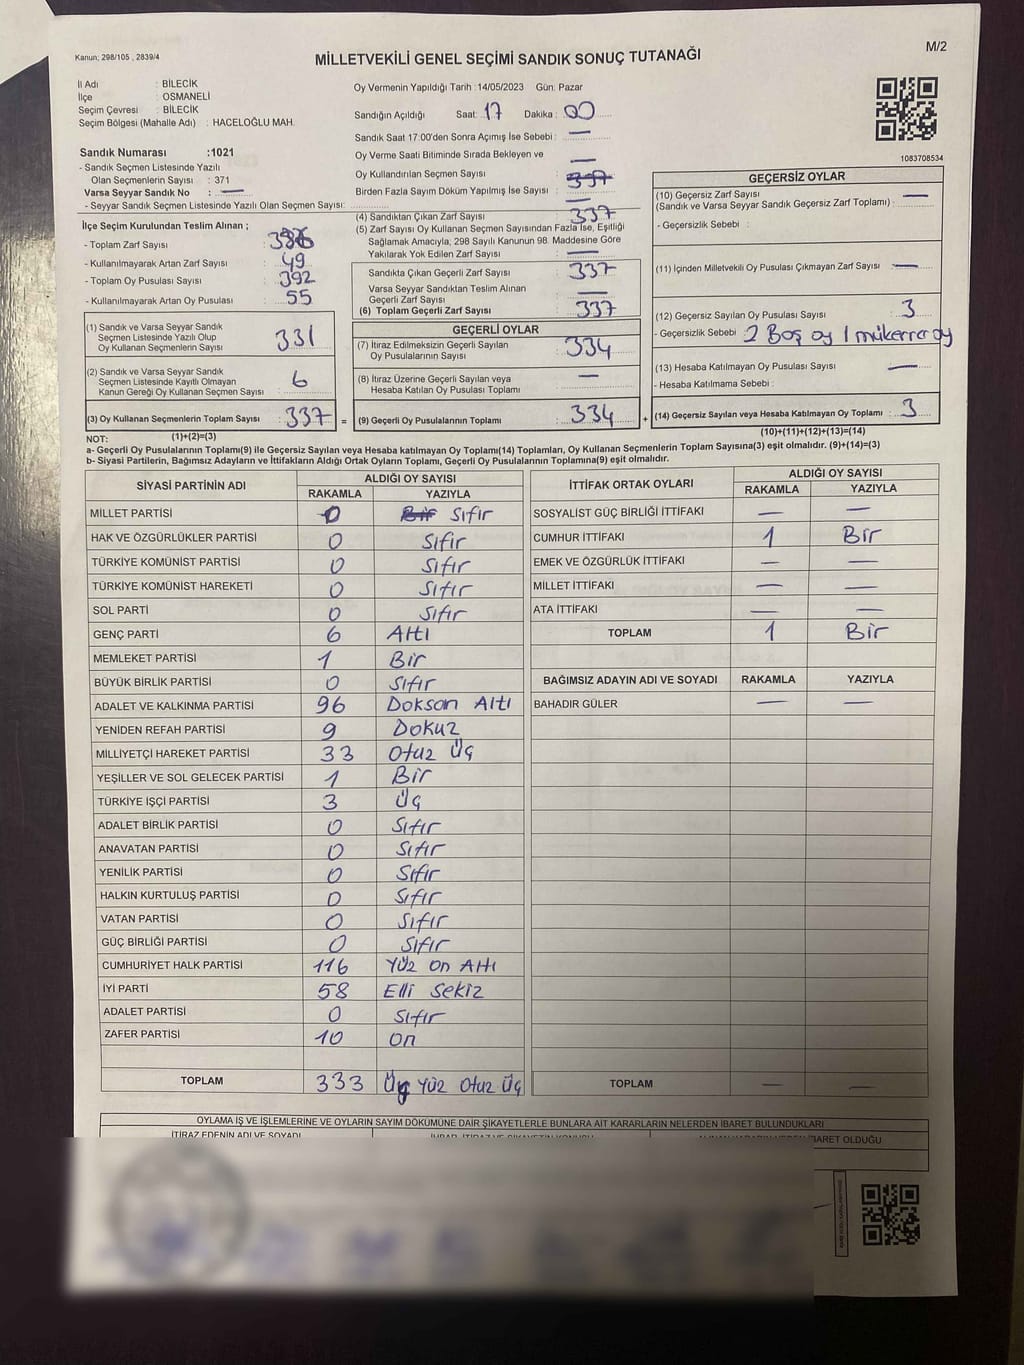 M/2
Kanun; 298/105 , 2839/4
MİLLETVEKİLİ GENEL SEÇİMİ SANDIK SONUÇ TUTANAĞI
İl Adı : BİLECİK
İlçe : OSMANELİ
Seçim Çevresi : BİLECİK
Seçim Bölgesi (Mahalle Adı) : HACELOĞLU MAH.
Sandık Numarası :1021
- Sandık Seçmen Listesinde Yazılı
Olan Seçmenlerin Sayısı : 371
Varsa Seyyar Sandık No : —
- Seyyar Sandık Seçmen Listesinde Yazılı Olan Seçmen Sayısı:
Oy Vermenin Yapıldığı Tarih :14/05/2023 Gün: Pazar
Sandığın Açıldığı Saat: 17 Dakika : 00
Sandık Saat 17:00'den Sonra Açımış İse Sebebi : —
Oy Verme Saati Bitiminde Sırada Bekleyen ve
Oy Kullandırılan Seçmen Sayısı : —
Birden Fazla Sayım Döküm Yapılmış İse Sayısı : —
1083708534
İlçe Seçim Kurulundan Teslim Alınan ;
- Toplam Zarf Sayısı :
- Kullanılmayarak Artan Zarf Sayısı : 49
- Toplam Oy Pusulası Sayısı : 392
- Kullanılmayarak Artan Oy Pusulası : 55
(1) Sandık ve Varsa Seyyar Sandık
Seçmen Listesinde Yazılı Olup
Oy Kullanan Seçmenlerin Sayısı : 331
(2) Sandık ve Varsa Seyyar Sandık
Seçmen Listesinde Kayıtlı Olmayan
Kanun Gereği Oy Kullanan Seçmen Sayısı : 6
(3) Oy Kullanan Seçmenlerin Toplam Sayısı : 337 =
(1)+(2)=(3)
(4) Sandıktan Çıkan Zarf Sayısı : 337
(5) Zarf Sayısı Oy Kullanan Seçmen Sayısından Fazla İse, Eşitliği
Sağlamak Amacıyla, 298 Sayılı Kanunun 98. Maddesine Göre
Yakılarak Yok Edilen Zarf Sayısı : —
Sandıkta Çıkan Geçerli Zarf Sayısı : 337
Varsa Seyyar Sandıktan Teslim Alınan
Geçerli Zarf Sayısı : —
(6) Toplam Geçerli Zarf Sayısı : 337
GEÇERLİ OYLAR
(7) İtiraz Edilmeksizin Geçerli Sayılan
Oy Pusulalarının Sayısı : 334
(8) İtiraz Üzerine Geçerli Sayılan veya
Hesaba Katılan Oy Pusulası Toplamı : —
(9) Geçerli Oy Pusulalarının Toplamı : 334 +
GEÇERSİZ OYLAR
(10) Geçersiz Zarf Sayısı
(Sandık ve Varsa Seyyar Sandık Geçersiz Zarf Toplamı) : —
- Geçersizlik Sebebi :
(11) İçinden Milletvekili Oy Pusulası Çıkmayan Zarf Sayısı : —
(12) Geçersiz Sayılan Oy Pusulası Sayısı : 3
- Geçersizlik Sebebi : 2 Boş oy 1 mükerrer oy
(13) Hesaba Katılmayan Oy Pusulası Sayısı : —
- Hesaba Katılmama Sebebi :
(14) Geçersiz Sayılan veya Hesaba Katılmayan Oy Toplamı : 3
(10)+(11)+(12)+(13)=(14)
NOT:
a- Geçerli Oy Pusulalarının Toplamı(9) ile Geçersiz Sayılan veya Hesaba katılmayan Oy Toplamı(14) Toplamları, Oy Kullanan Seçmenlerin Toplam Sayısına(3) eşit olmalıdır. (9)+(14)=(3)
b- Siyasi Partilerin, Bağımsız Adayların ve İttifakların Aldığı Ortak Oyların Toplamı, Geçerli Oy Pusulalarının Toplamına(9) eşit olmalıdır.
SİYASİ PARTİNİN ADI ALDIĞI OY SAYISI
RAKAMLA YAZIYLA
MİLLET PARTİSİ 0 Bir Sıfır
HAK VE ÖZGÜRLÜKLER PARTİSİ 0 Sıfır
TÜRKİYE KOMÜNİST PARTİSİ 0 Sıfır
TÜRKİYE KOMÜNİST HAREKETİ 0 Sıfır
SOL PARTİ 0 Sıfır
GENÇ PARTİ 6 Altı
MEMLEKET PARTİSİ 1 Bir
BÜYÜK BİRLİK PARTİSİ 0 Sıfır
ADALET VE KALKINMA PARTİSİ 96 Doksan Altı
YENİDEN REFAH PARTİSİ 9 Dokuz
MİLLİYETÇİ HAREKET PARTİSİ 33 Otuz Üç
YEŞİLLER VE SOL GELECEK PARTİSİ 1 Bir
TÜRKİYE İŞÇİ PARTİSİ 3 Üç
ADALET BİRLİK PARTİSİ 0 Sıfır
ANAVATAN PARTİSİ 0 Sıfır
YENİLİK PARTİSİ 0 Sıfır
HALKIN KURTULUŞ PARTİSİ 0 Sıfır
VATAN PARTİSİ 0 Sıfır
GÜÇ BİRLİĞİ PARTİSİ 0 Sıfır
CUMHURİYET HALK PARTİSİ 116 Yüz On Altı
İYİ PARTİ 58 Elli Sekiz
ADALET PARTİSİ 0 Sıfır
ZAFER PARTİSİ 10 On
TOPLAM 333 Üç Yüz Otuz Üç
İTTİFAK ORTAK OYLARI ALDIĞI OY SAYISI
RAKAMLA YAZIYLA
SOSYALİST GÜÇ BİRLİĞİ İTTİFAKI — —
CUMHUR İTTİFAKI 1 Bir
EMEK VE ÖZGÜRLÜK İTTİFAKI — —
MİLLET İTTİFAKI — —
ATA İTTİFAKI — —
TOPLAM 1 Bir
BAĞIMSIZ ADAYIN ADI VE SOYADI RAKAMLA YAZIYLA
BAHADIR GÜLER — —
TOPLAM — —
OYLAMA İŞ VE İŞLEMLERİNE VE OYLARIN SAYIM DÖKÜMÜNE DAİR ŞİKAYETLERLE BUNLARA AİT KARARLARIN NELERDEN İBARET BULUNDUKLARI
İTİRAZ EDENİN ADI VE SOYADI